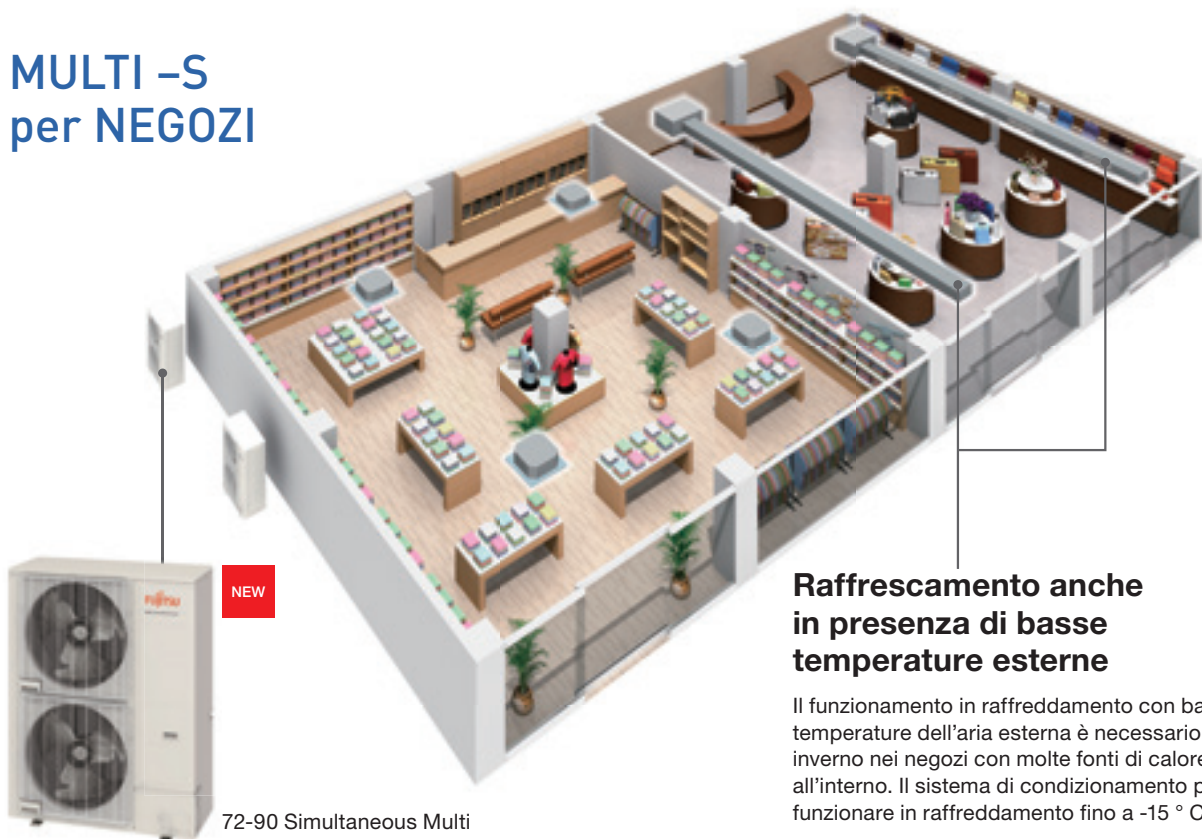 MULTI –S
per NEGOZI
FUJITSU
NEW
72-90 Simultaneous Multi
Raffrescamento anche
in presenza di basse
temperature esterne
Il funzionamento in raffreddamento con ba
temperature dell’aria esterna è necessario
inverno nei negozi con molte fonti di calore
all’interno. Il sistema di condizionamento p
funzionare in raffreddamento fino a -15 ° C